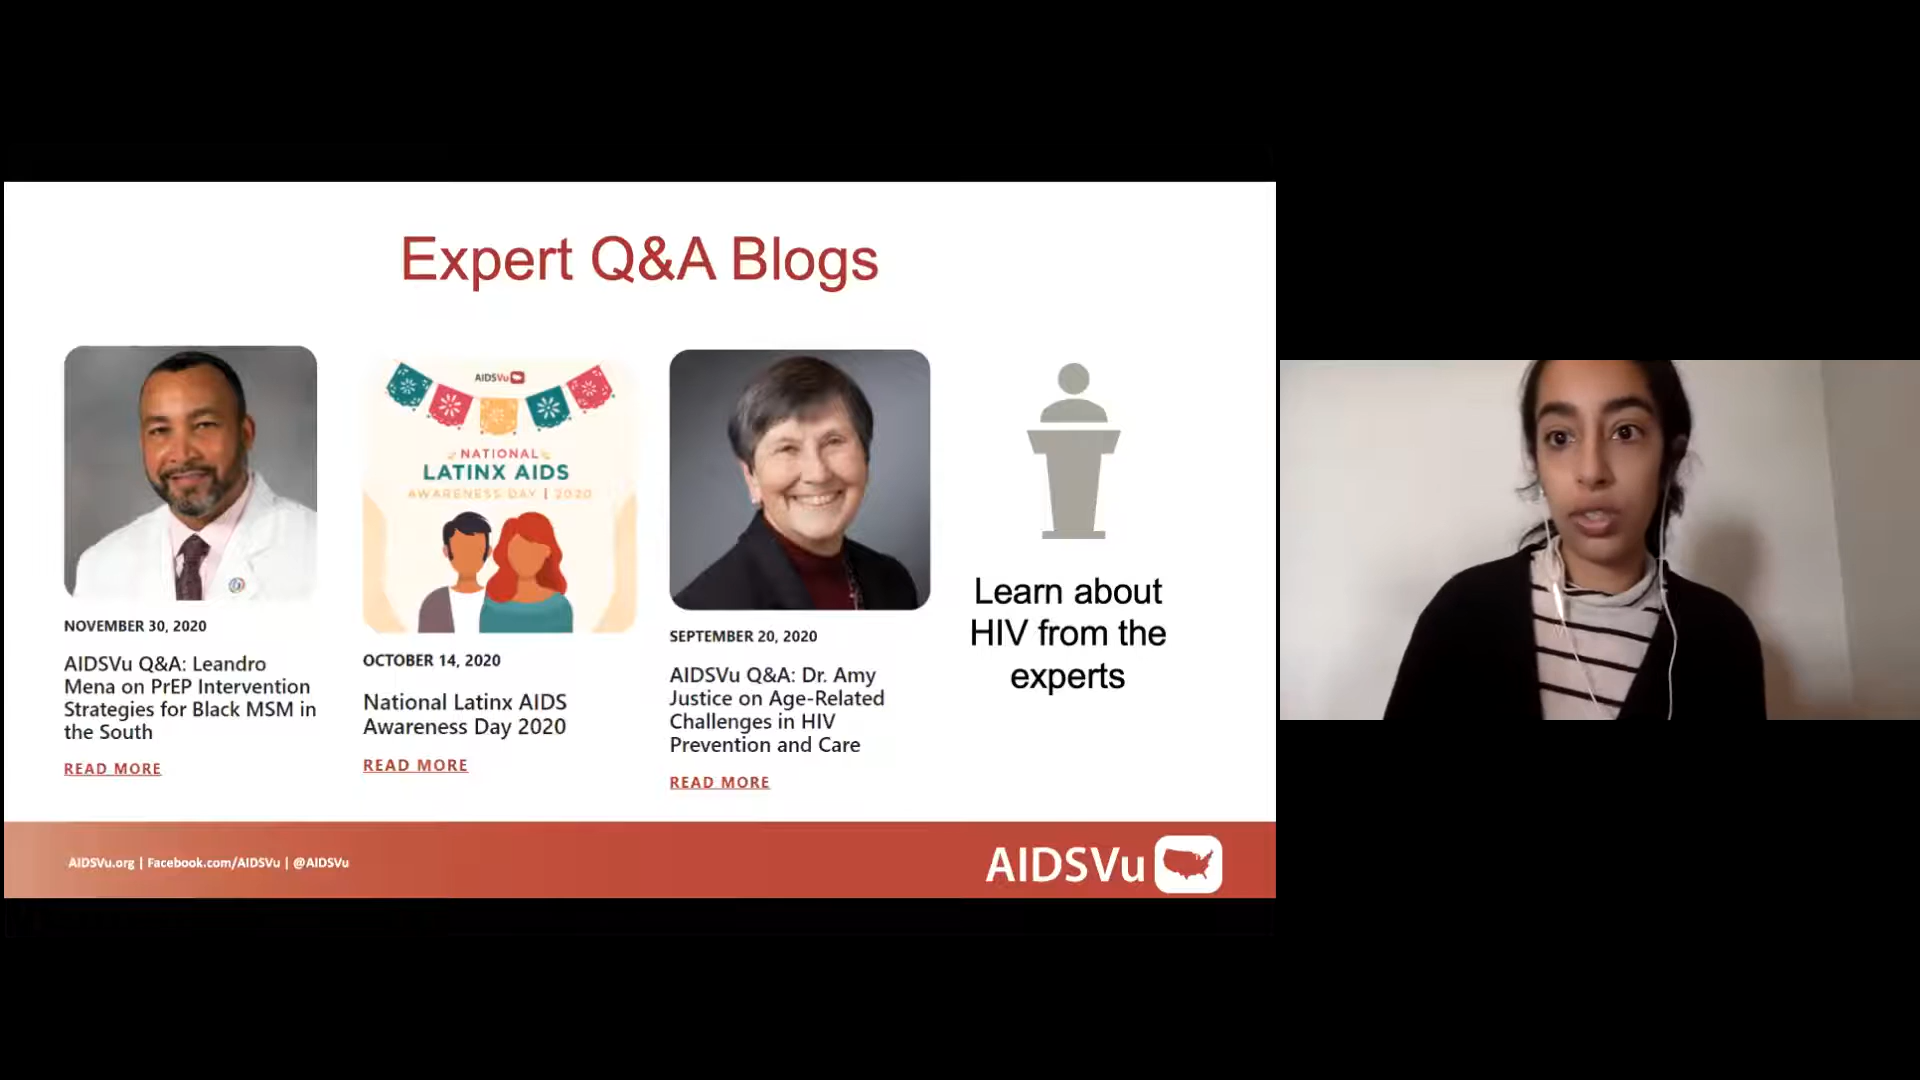 Expert Q&A Blogs
NOVEMBER 30, 2020
AIDSVu Q&A: Leandro
Mena on PrEP Intervention
Strategies for Black MSM in
the South
READ MORE
AIDSVu
NATIONAL
LATINX AIDS
AWARENESS DAY | 2020
OCTOBER 14, 2020
National Latinx AIDS
Awareness Day 2020
READ MORE
SEPTEMBER 20, 2020
AIDSVu Q&A: Dr. Amy
Justice on Age-Related
Challenges in HIV
Prevention and Care
READ MORE
Learn about
HIV from the
experts
AIDSVu.org | Facebook.com/AIDSVu | @AIDSVu
AIDSVu